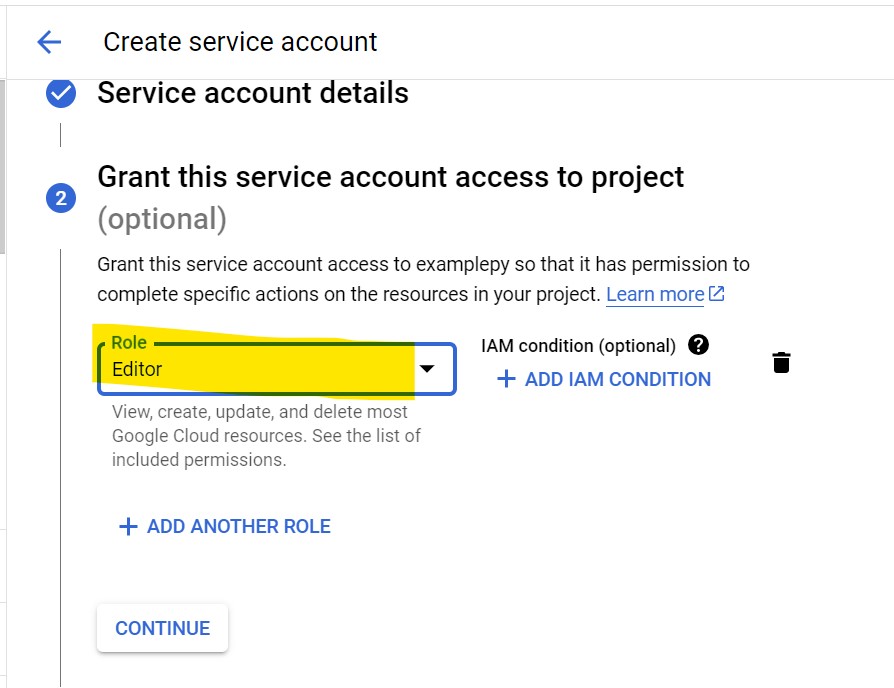 Create service account
Service account details
2
Grant this service account access to project
(optional)
Grant this service account access to examplepy so that it has permission to
complete specific actions on the resources in your project. Learn more
Role
Editor
IAM condition (optional) ?
+ ADD IAM CONDITION
View, create, update, and delete most
Google Cloud resources. See the list of
included permissions.
+ ADD ANOTHER ROLE
CONTINUE